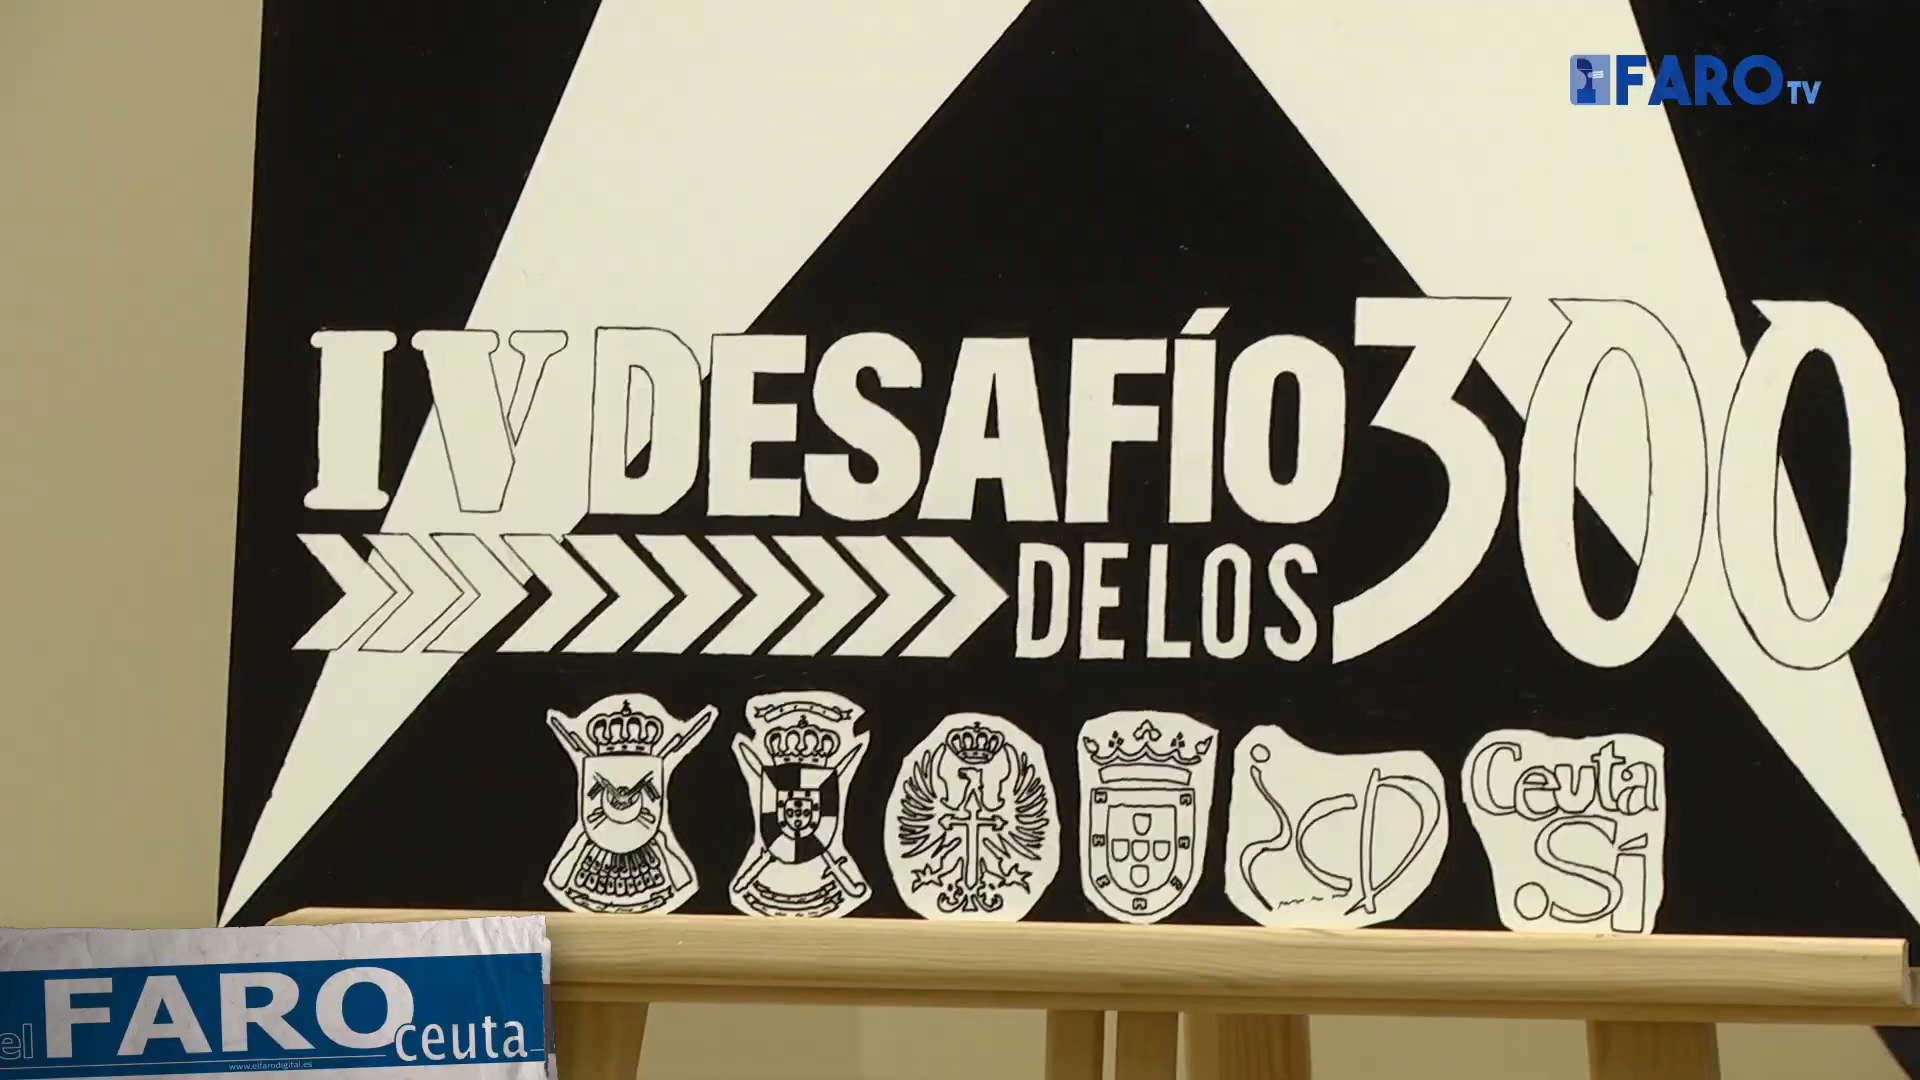 FARO TV
IV DESAFÍO 300
DE LOS
Ceuta
Sí
el FARO
ceuta
www.elfarodigital.es